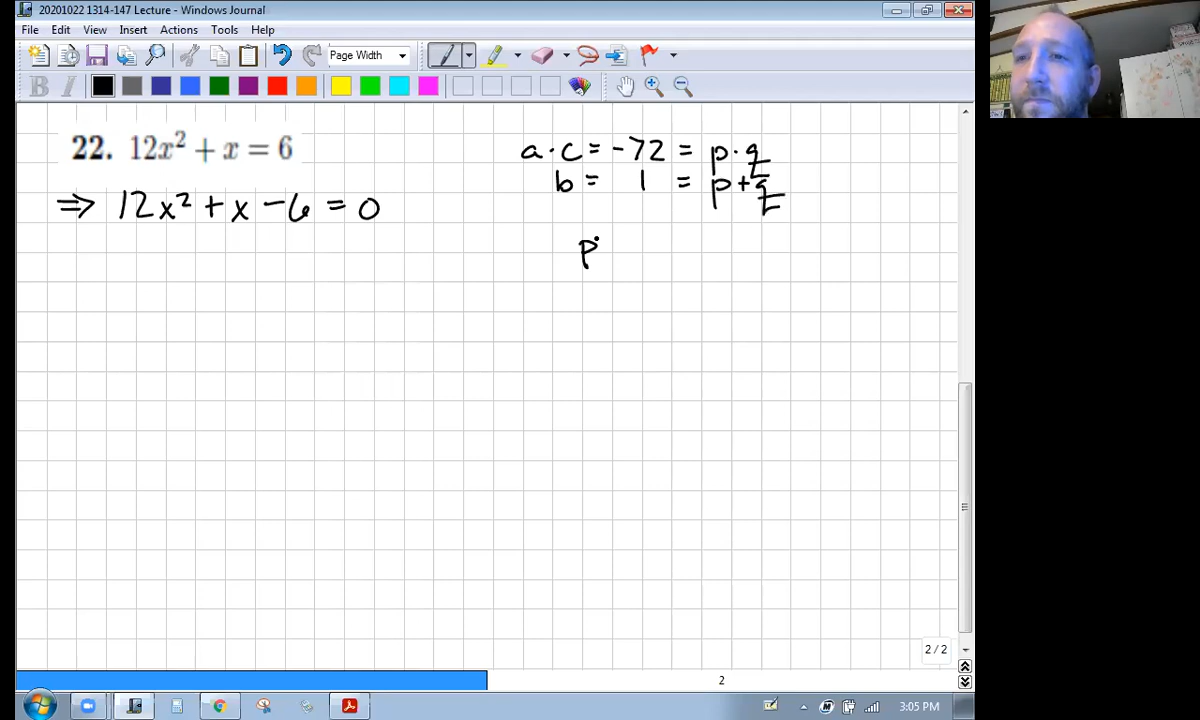 20201022 1314-147 Lecture - Windows Journal
File Edit View Insert Actions Tools Help
Page Width
B I
22. 12x² + x = 6
⇒ 12x² + x - 6 = 0
a · c = -72 = p · q
b = 1 = p + q
p
2 / 2
2
3:05 PM